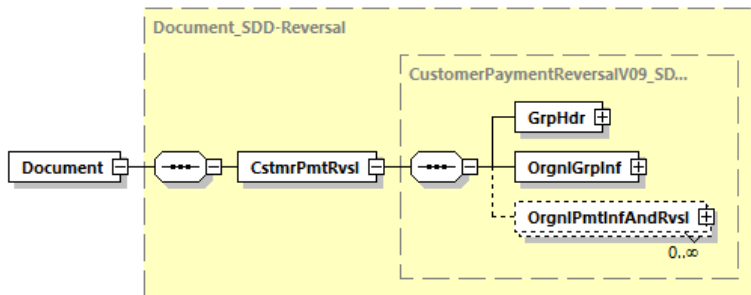 Document_SDD-Reversal
CustomerPaymentReversalV09_SD...
GrpHdr
Document
CstmrPmtRvsl
OrgnlGrpInf
OrgnlPmtInfAndRvsl
0..∞